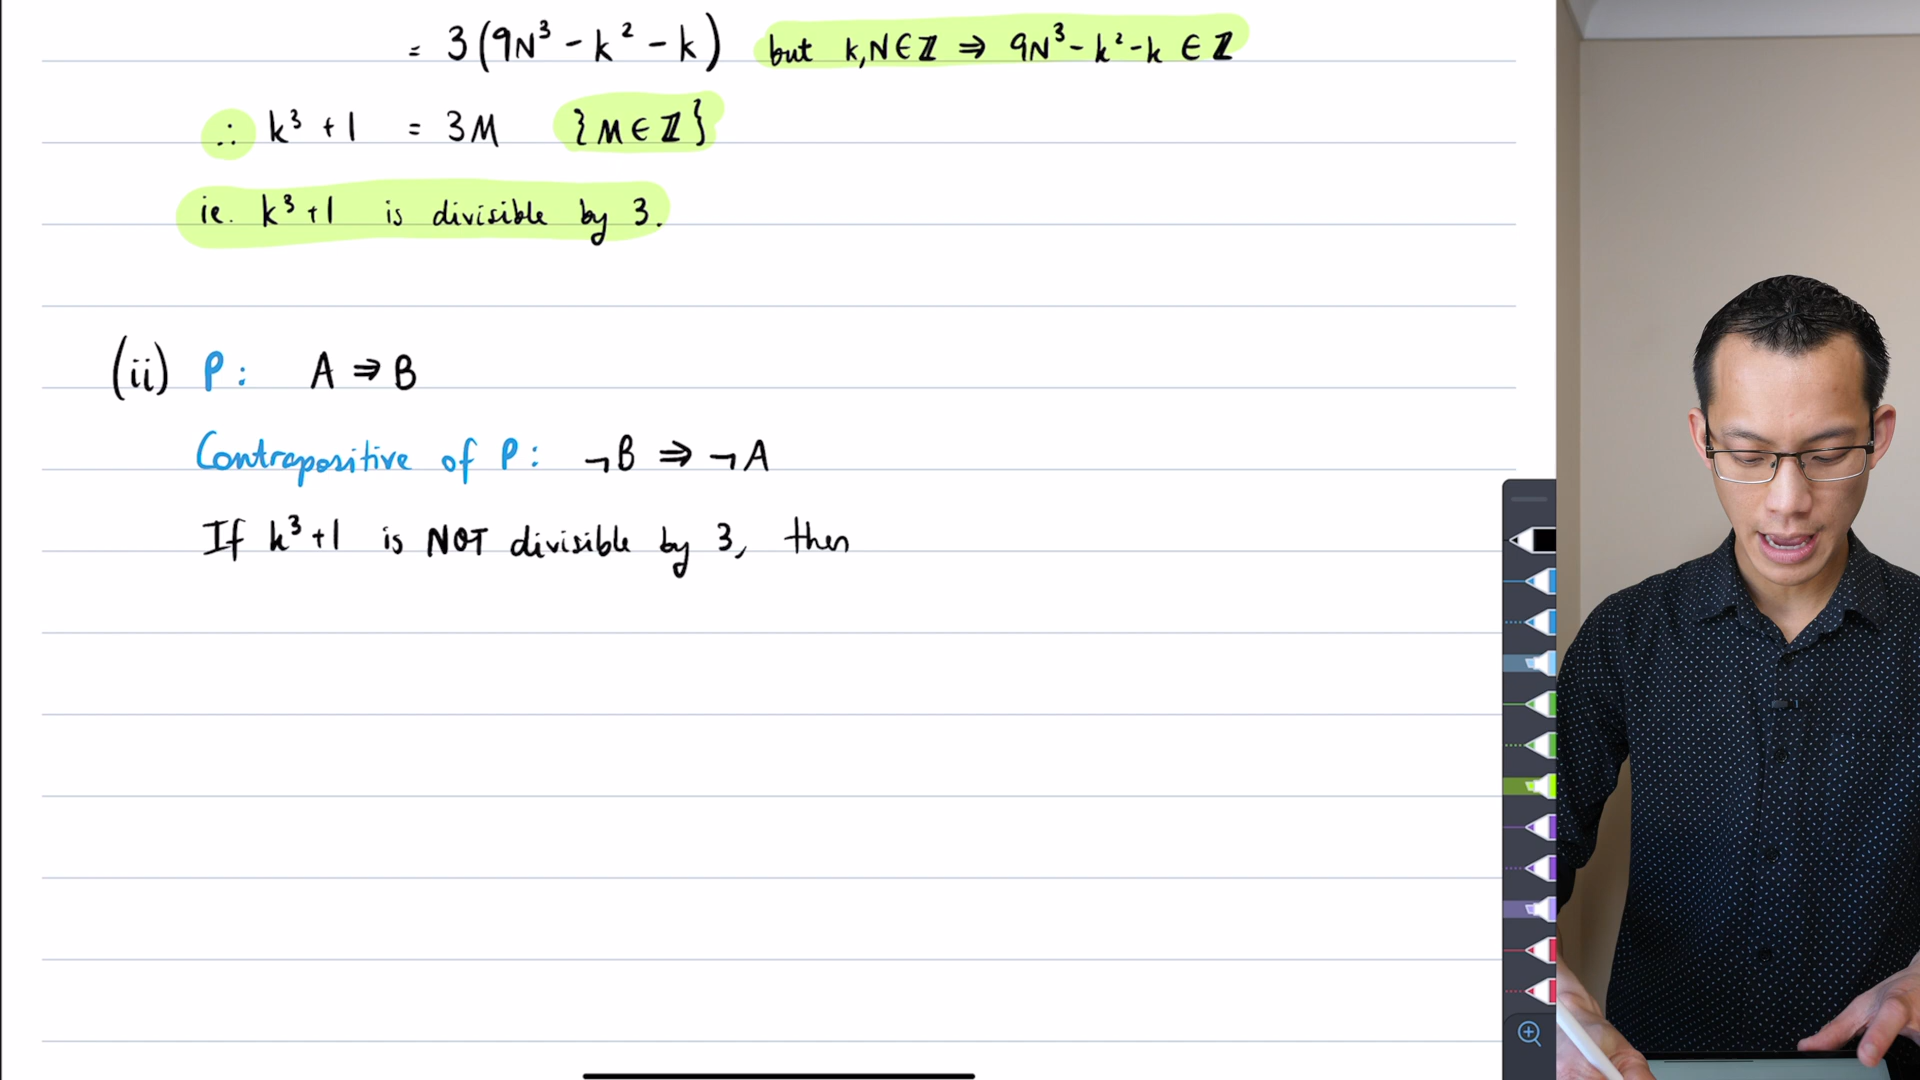 = 3(9N³ - k² - k) but k, N ∈ ℤ ⇒ 9N³ - k² - k ∈ ℤ
∴ k³ + 1 = 3M {M ∈ ℤ}
ie. k³ + 1 is divisible by 3.
(ii) P: A ⇒ B
Contrapositive of P: ¬B ⇒ ¬A
If k³ + 1 is NOT divisible by 3, then